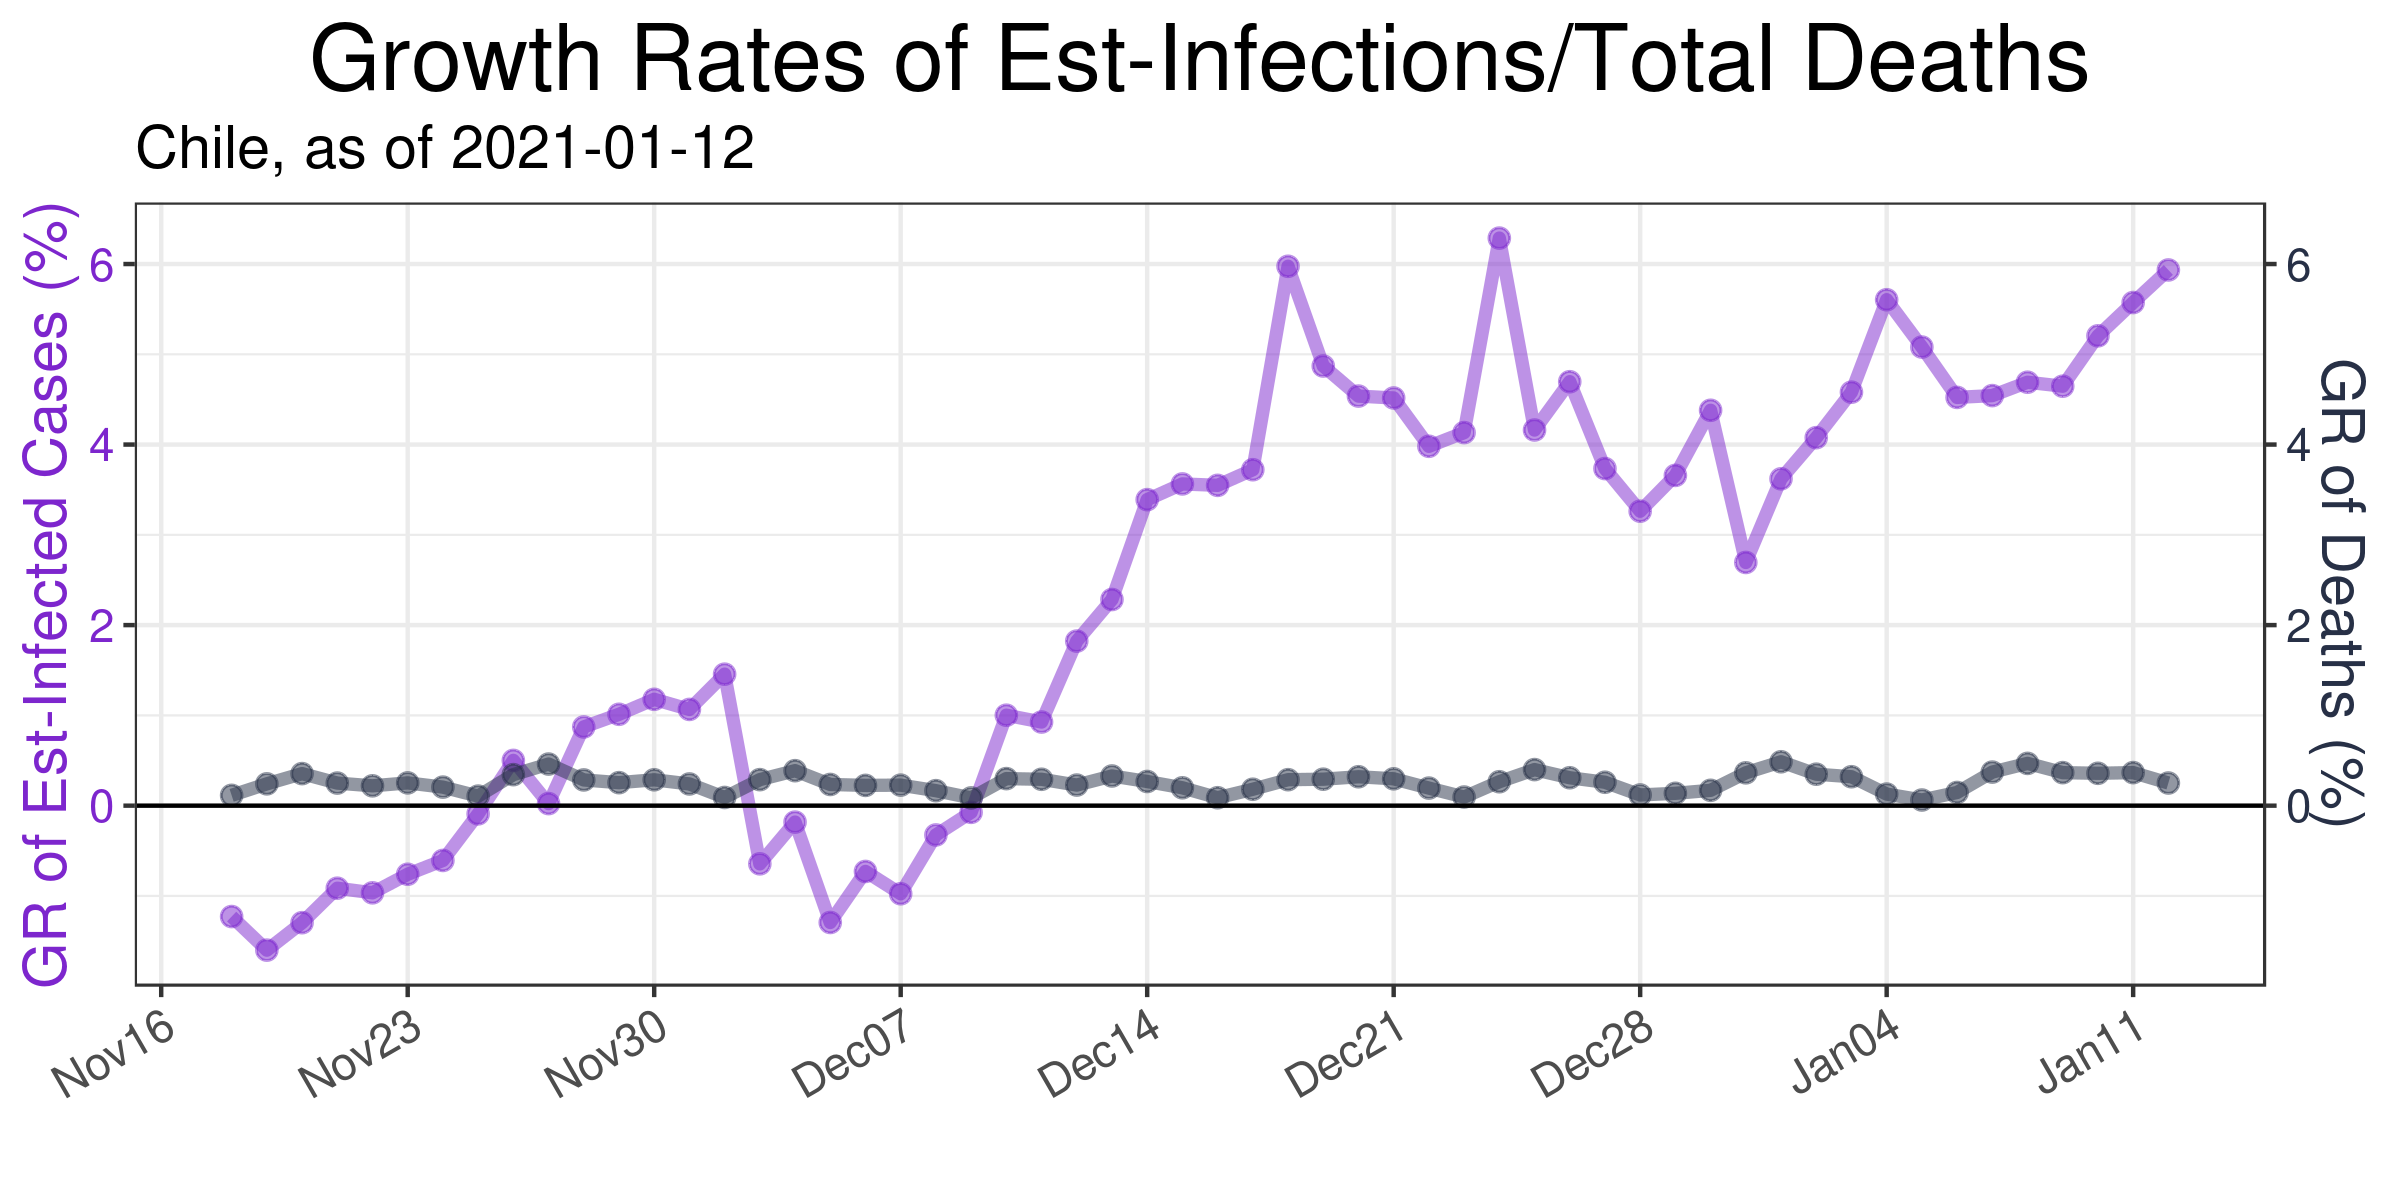 Growth Rates of Est-Infections/Total Deaths
Chile, as of 2021-01-12
GR of Est-Infected Cases (%)
6
4
2
0
6
4
2
0
GR of Deaths (%)
Nov16
Nov23
Nov30
Dec07
Dec14
Dec21
Dec28
Jan04
Jan11